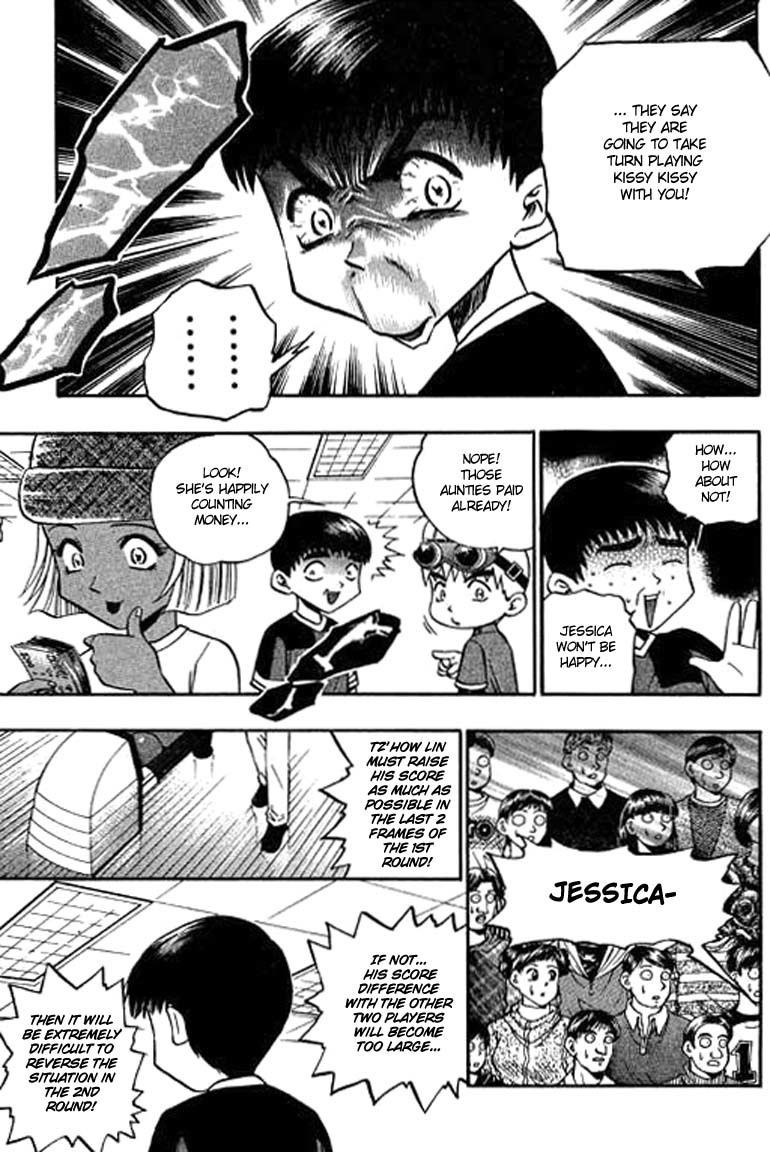 ... THEY SAY
THEY ARE
GOING TO TAKE
TURN PLAYING
KISSY KISSY
WITH YOU!
HOW...
HOW
ABOUT
NOT!
JESSICA
WON'T BE
HAPPY...
NOPE!
THOSE
AUNTIES PAID
ALREADY!
LOOK!
SHE'S HAPPILY
COUNTING
MONEY...
JESSICA-
TZ'HOW LIN
MUST RAISE
HIS SCORE
AS MUCH AS
POSSIBLE IN
THE LAST 2
FRAMES OF
THE 1ST
ROUND!
IF NOT...
HIS SCORE
DIFFERENCE
WITH THE OTHER
TWO PLAYERS
WILL BECOME
TOO LARGE...
THEN IT WILL
BE EXTREMELY
DIFFICULT TO
REVERSE THE
SITUATION IN
THE 2ND
ROUND!
1